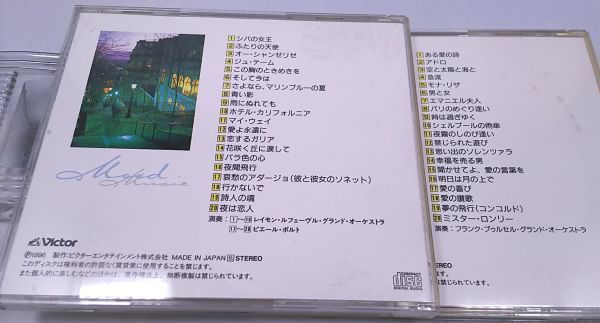 1 シバの女王
2 ふたりの天使
3 オー・シャンゼリゼ
4 ジュ・テーム
5 この胸のときめきを
6 そして今は
7 さよなら、マリンブルーの夏
8 青い影
9 雨にぬれても
10 ホテル・カリフォルニア
11 マイ・ウェイ
12 愛よ永遠に
13 恋するガリア
14 花咲く丘に涙して
15 バラ色の心
16 夜間飛行
17 哀愁のアダージョ(彼と彼女のソネット)
18 行かないで
19 詩人の魂
20 夜は恋人
演奏:1~16 レイモン・ルフェーヴル・グランド・オーケストラ
17~20 ピエール・ポルト
Mood
Music
Victor
℗1996 製作:ビクターエンタテインメント株式会社 MADE IN JAPAN STEREO
このディスクは権利者の許諾なく賃貸業に使用することを禁じます。
また個人的に楽しむなどのほかは、著作権法上、無断複製は禁じられています。
COMPACT
disc
DIGITAL AUDIO
1 ある愛の詩
2 アドロ
3 空と太陽と海と
4 急流
5 モナ・リザ
6 男と女
7 エマニエル夫人
8 パリのめぐり逢い
9 時は過ぎゆく
10 シェルブールの雨傘
11 夜霧のしのび逢い
12 禁じられた遊び
13 思い出のソレンツァラ
14 幸福を売る男
15 聞かせてよ、愛の言葉を
16 明日は月の上で
17 愛の喜び
18 愛の讃歌
19 夢の飛行(コンコルド)
20 ミスター・ロンリー
演奏:フランク・プゥルセル・グランド・オーケストラ
STEREO